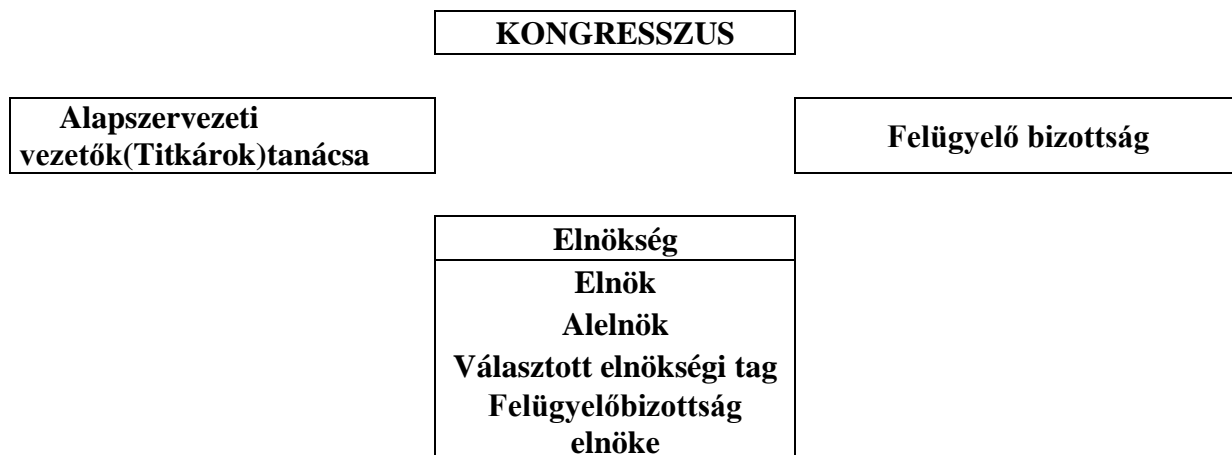 KONGRESSZUS
Alapszervezeti
vezetők(Titkárok)tanácsa
Felügyelő bizottság
Elnökség
Elnök
Alelnök
Választott elnökségi tag
Felügyelőbizottság
elnöke